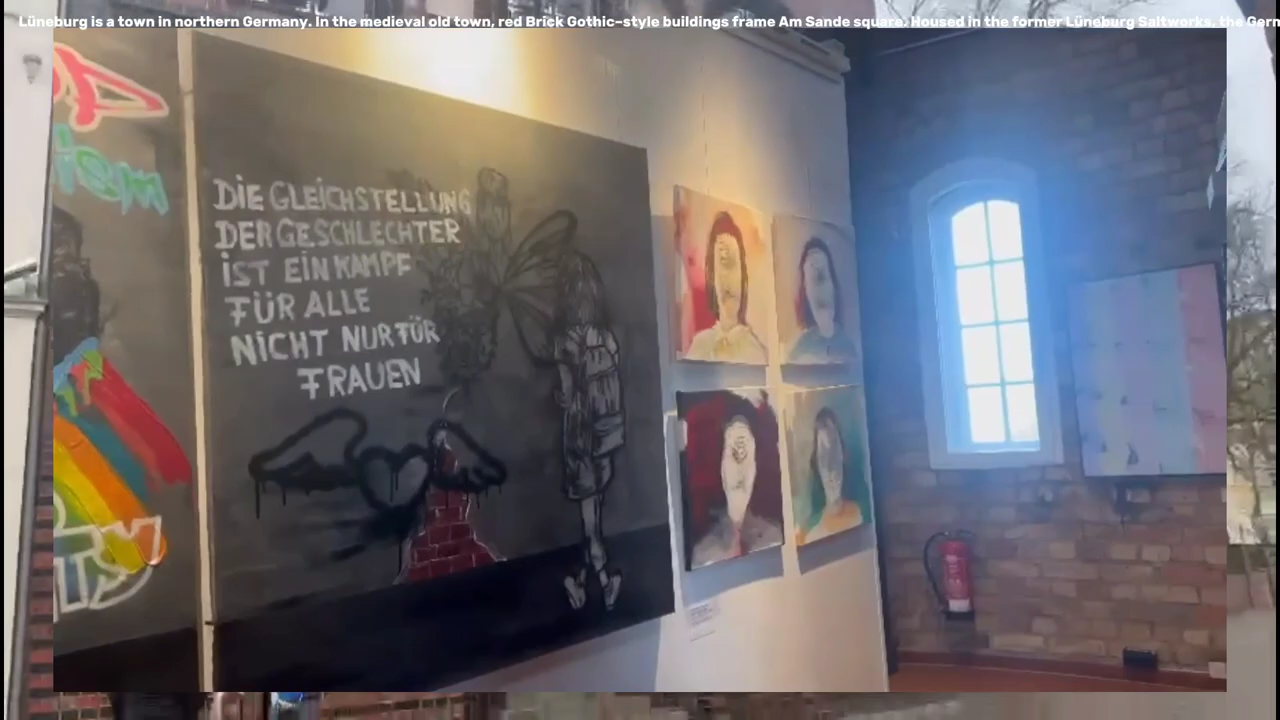 Lüneburg is a town in northern Germany. In the medieval old town, red Brick Gothic-style buildings frame Am Sande square. Housed in the former Lüneburg Saltworks, the Germ
ism
DIE GLEICHSTELLUNG
DER GESCHLECHTER
IST EIN KAMPF
FÜR ALLE
NICHT NUR FÜR
FRAUEN